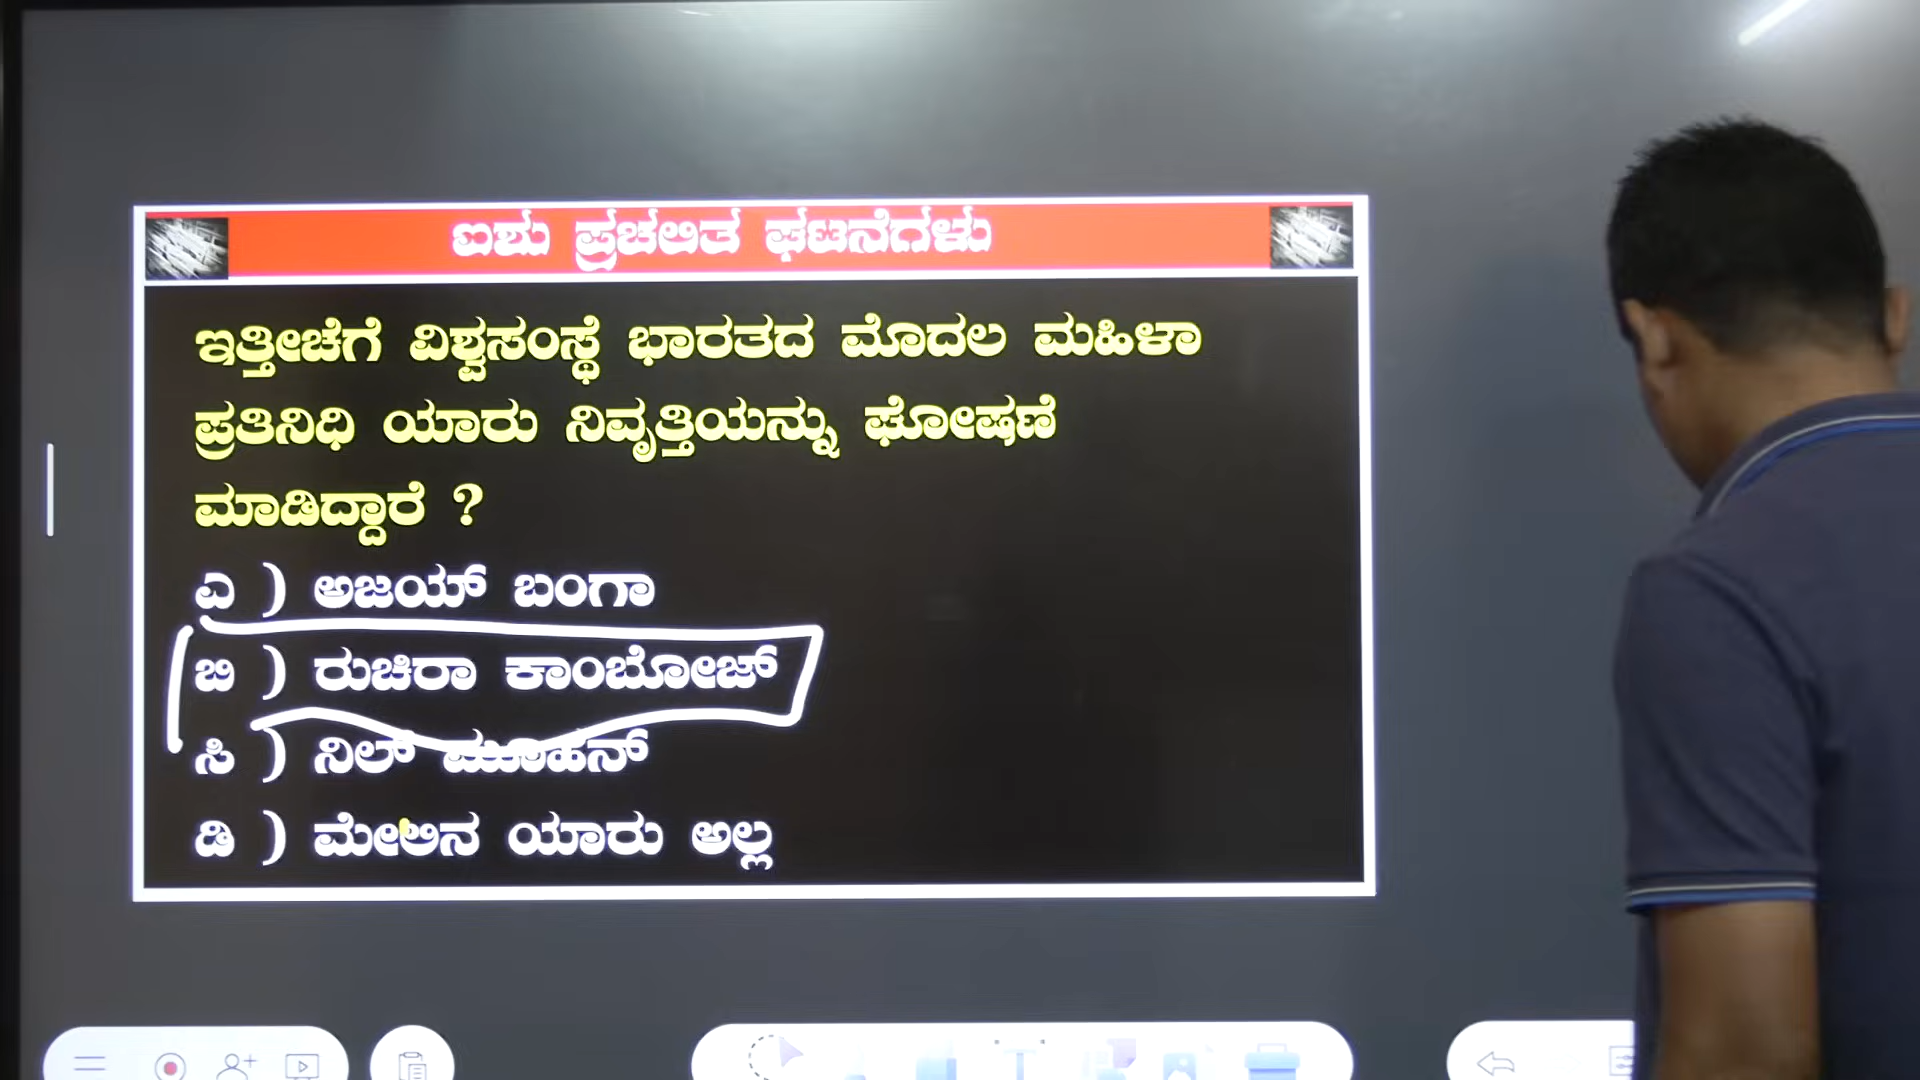 ಐಶು ಪ್ರಚಲಿತ ಘಟನೆಗಳು
ಇತ್ತೀಚೆಗೆ ವಿಶ್ವಸಂಸ್ಥೆ ಭಾರತದ ಮೊದಲ ಮಹಿಳಾ
ಪ್ರತಿನಿಧಿ ಯಾರು ನಿವೃತ್ತಿಯನ್ನು ಘೋಷಣೆ
ಮಾಡಿದ್ದಾರೆ ?
ಎ ) ಅಜಯ್ ಬಂಗಾ
ಬಿ ) ರುಚಿರಾ ಕಾಂಬೋಜ್
ಸಿ ) ನಿಲ್
ಡಿ ) ಮೇಲಿನ ಯಾರು ಅಲ್ಲ